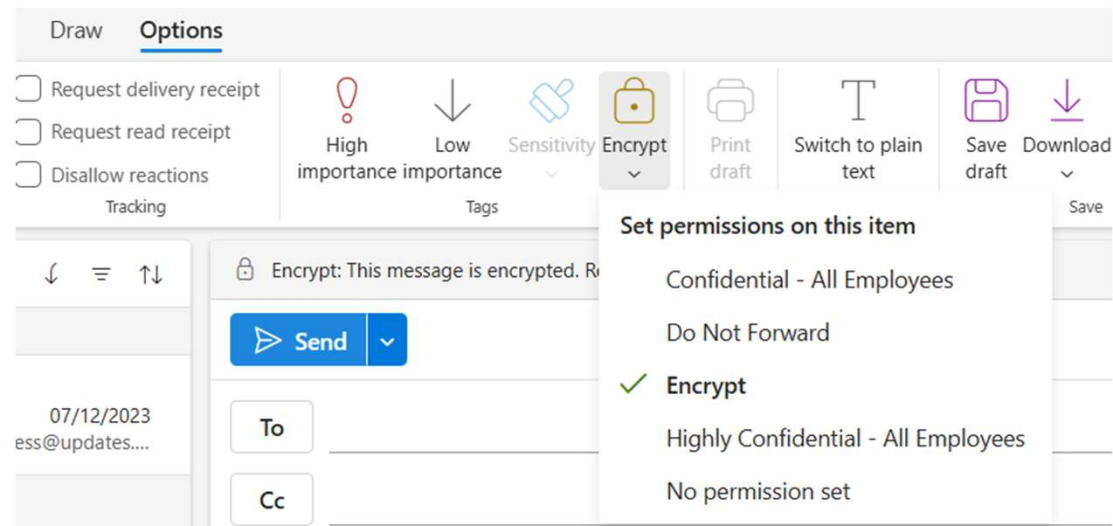 Draw Options
Request delivery receipt
Request read receipt
Disallow reactions
Tracking
High importance
Low importance
Sensitivity
Encrypt
Tags
Print draft
Switch to plain text
Save draft
Download
Save
Set permissions on this item
Confidential - All Employees
Do Not Forward
Encrypt
Highly Confidential - All Employees
No permission set
Encrypt: This message is encrypted.
Send
To
Cc
07/12/2023
ess@updates....